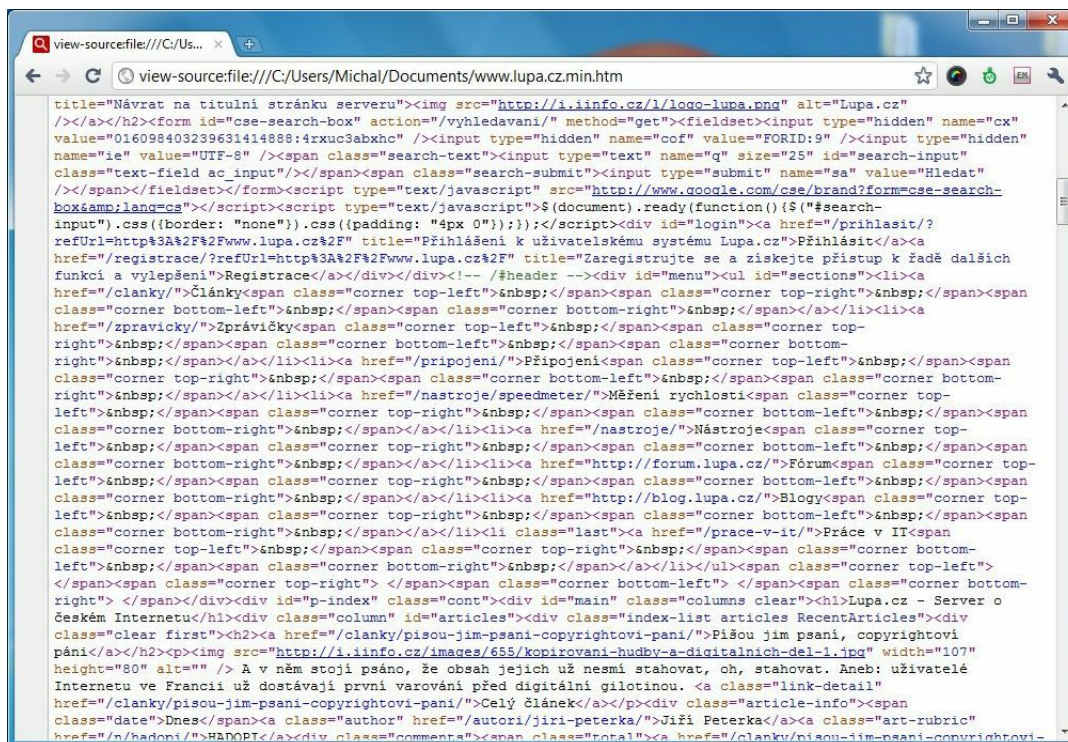 view-source:file:///C:/Us...
view-source:file:///C:/Users/Michal/Documents/www.lupa.cz.min.htm
EM
title="Návrat na titulní stránku serveru"><img src="http://i.iinfo.cz/l/logo-lupa.png" alt="Lupa.cz"
/></a></h2><form id="cse-search-box" action="/vyhledavani/" method="get"><fieldset><input type="hidden" name="cx"
value="016098403239631414888:4rxuc3abxhc" /><input type="hidden" name="cof" value="FORID:9" /><input type="hidden"
name="ie" value="UTF-8" /><span class="search-text"><input type="text" name="q" size="25" id="search-input"
class="text-field ac_input"/></span><span class="search-submit"><input type="submit" name="sa" value="Hledat"
/></span></fieldset></form><script type="text/javascript" src="http://www.google.com/cse/brand?form=cse-search-
box&amp;lang=cs"></script><script type="text/javascript">$(document).ready(function(){$("#search-
input").css({border: "none"}).css({padding: "4px 0"});});</script><div id="login"><a href="/prihlasit/?
refUrl=http%3A%2F%2Fwww.lupa.cz%2F" title="Přihlášení k uživatelskému systému Lupa.cz">Přihlásit</a><a
href="/registrace/?refUrl=http%3A%2F%2Fwww.lupa.cz%2F" title="Zaregistrujte se a získejte přístup k řadě dalších
funkcí a vylepšení">Registrace</a></div></div><!-- /#header --><div id="menu"><ul id="sections"><li><a
href="/clanky/">Články<span class="corner top-left">&nbsp;</span><span class="corner top-right">&nbsp;</span><span
class="corner bottom-left">&nbsp;</span><span class="corner bottom-right">&nbsp;</span></a></li><li><a
href="/zpravicky/">Zprávičky<span class="corner top-left">&nbsp;</span><span class="corner top-
right">&nbsp;</span><span class="corner bottom-left">&nbsp;</span><span class="corner bottom-
right">&nbsp;</span></a></li><li><a href="/pripojeni/">Připojení<span class="corner top-left">&nbsp;</span><span
class="corner top-right">&nbsp;</span><span class="corner bottom-left">&nbsp;</span><span class="corner bottom-
right">&nbsp;</span></a></li><li><a href="/nastroje/speedmeter/">Měření rychlosti<span class="corner top-
left">&nbsp;</span><span class="corner top-right">&nbsp;</span><span class="corner bottom-left">&nbsp;</span><span
class="corner bottom-right">&nbsp;</span></a></li><li><a href="/nastroje/">Nástroje<span class="corner top-
left">&nbsp;</span><span class="corner top-right">&nbsp;</span><span class="corner bottom-left">&nbsp;</span><span
class="corner bottom-right">&nbsp;</span></a></li><li><a href="http://forum.lupa.cz/">Fórum<span class="corner top-
left">&nbsp;</span><span class="corner top-right">&nbsp;</span><span class="corner bottom-left">&nbsp;</span><span
class="corner bottom-right">&nbsp;</span></a></li><li><a href="http://blog.lupa.cz/">Blogy<span class="corner top-
left">&nbsp;</span><span class="corner top-right">&nbsp;</span><span class="corner bottom-left">&nbsp;</span><span
class="corner bottom-right">&nbsp;</span></a></li><li class="last"><a href="/prace-v-it/">Práce v IT<span
class="corner top-left">&nbsp;</span><span class="corner top-right">&nbsp;</span><span class="corner bottom-
left">&nbsp;</span><span class="corner bottom-right">&nbsp;</span></a></li></ul><span class="corner top-left">
</span><span class="corner top-right"> </span><span class="corner bottom-left"> </span><span class="corner bottom-
right"> </span></div><div id="p-index" class="cont"><div id="main" class="columns clear"><h1>Lupa.cz - Server o
českém Internetu</h1><div class="column" id="articles"><div class="index-list articles RecentArticles"><div
class="clear first"><h2><a href="/clanky/pisou-jim-psani-copyrightovi-pani/">Píšou jim psaní, copyrightoví
páni</a></h2><p><img src="http://i.iinfo.cz/images/655/kopirovani-hudby-a-digitalnich-del-1.jpg" width="107"
height="80" alt="" /> A v něm stojí psáno, že obsah jejich už nesmí stahovat, oh, stahovat. Aneb: uživatelé
Internetu ve Francii už dostávají první varování před digitální gilotinou. <a class="link-detail"
href="/clanky/pisou-jim-psani-copyrightovi-pani/">Celý článek</a></p><div class="article-info"><span
class="date">Dnes</span><a class="author" href="/autori/jiri-peterka/">Jiří Peterka</a><a class="art-rubric"
href="/n/hadopi/">HADOPI</a><div class="comments"><span class="total"><a href="/clanky/pisou-jim-psani-copyrightovi-